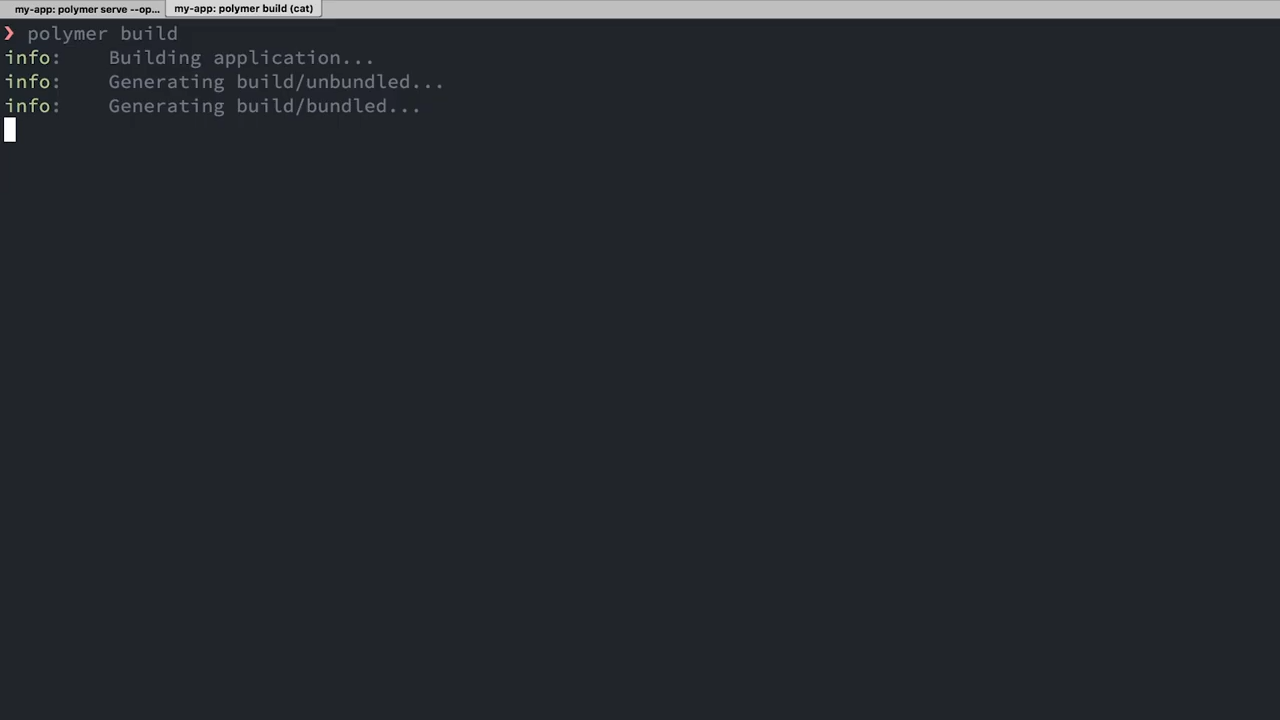 my-app: polymer serve --op...
my-app: polymer build (cat)
❯ polymer build
info:    Building application...
info:    Generating build/unbundled...
info:    Generating build/bundled...